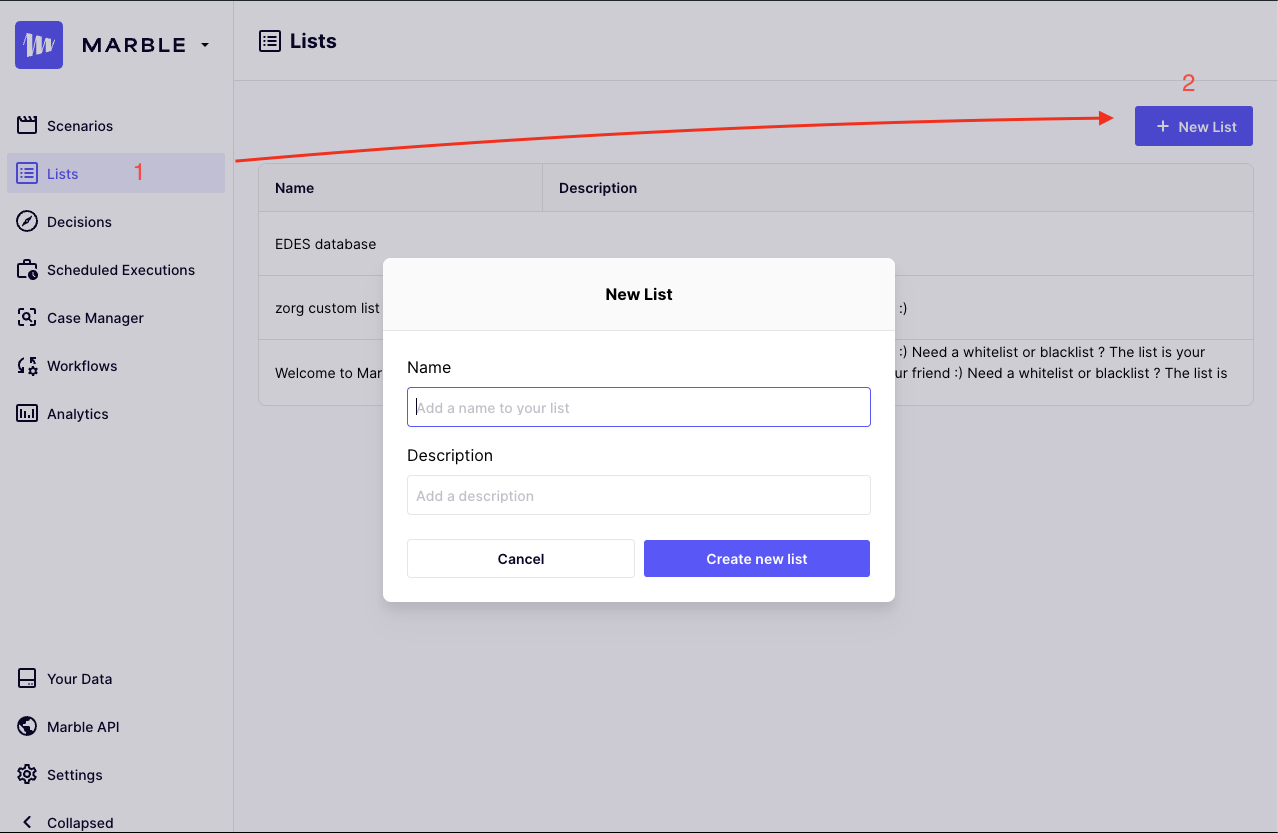 MARBLE
Lists
2
Scenarios
+ New List
Lists
1
Name
Description
Decisions
EDES database
Scheduled Executions
New List
zorg custom list
:)
Case Manager
:) Need a whitelist or blacklist ? The list is your
Welcome to Mar
ur friend :) Need a whitelist or blacklist ? The list is
Name
Workflows
Add a name to your list
Analytics
Description
Add a description
Cancel
Create new list
Your Data
Marble API
Settings
Collapsed